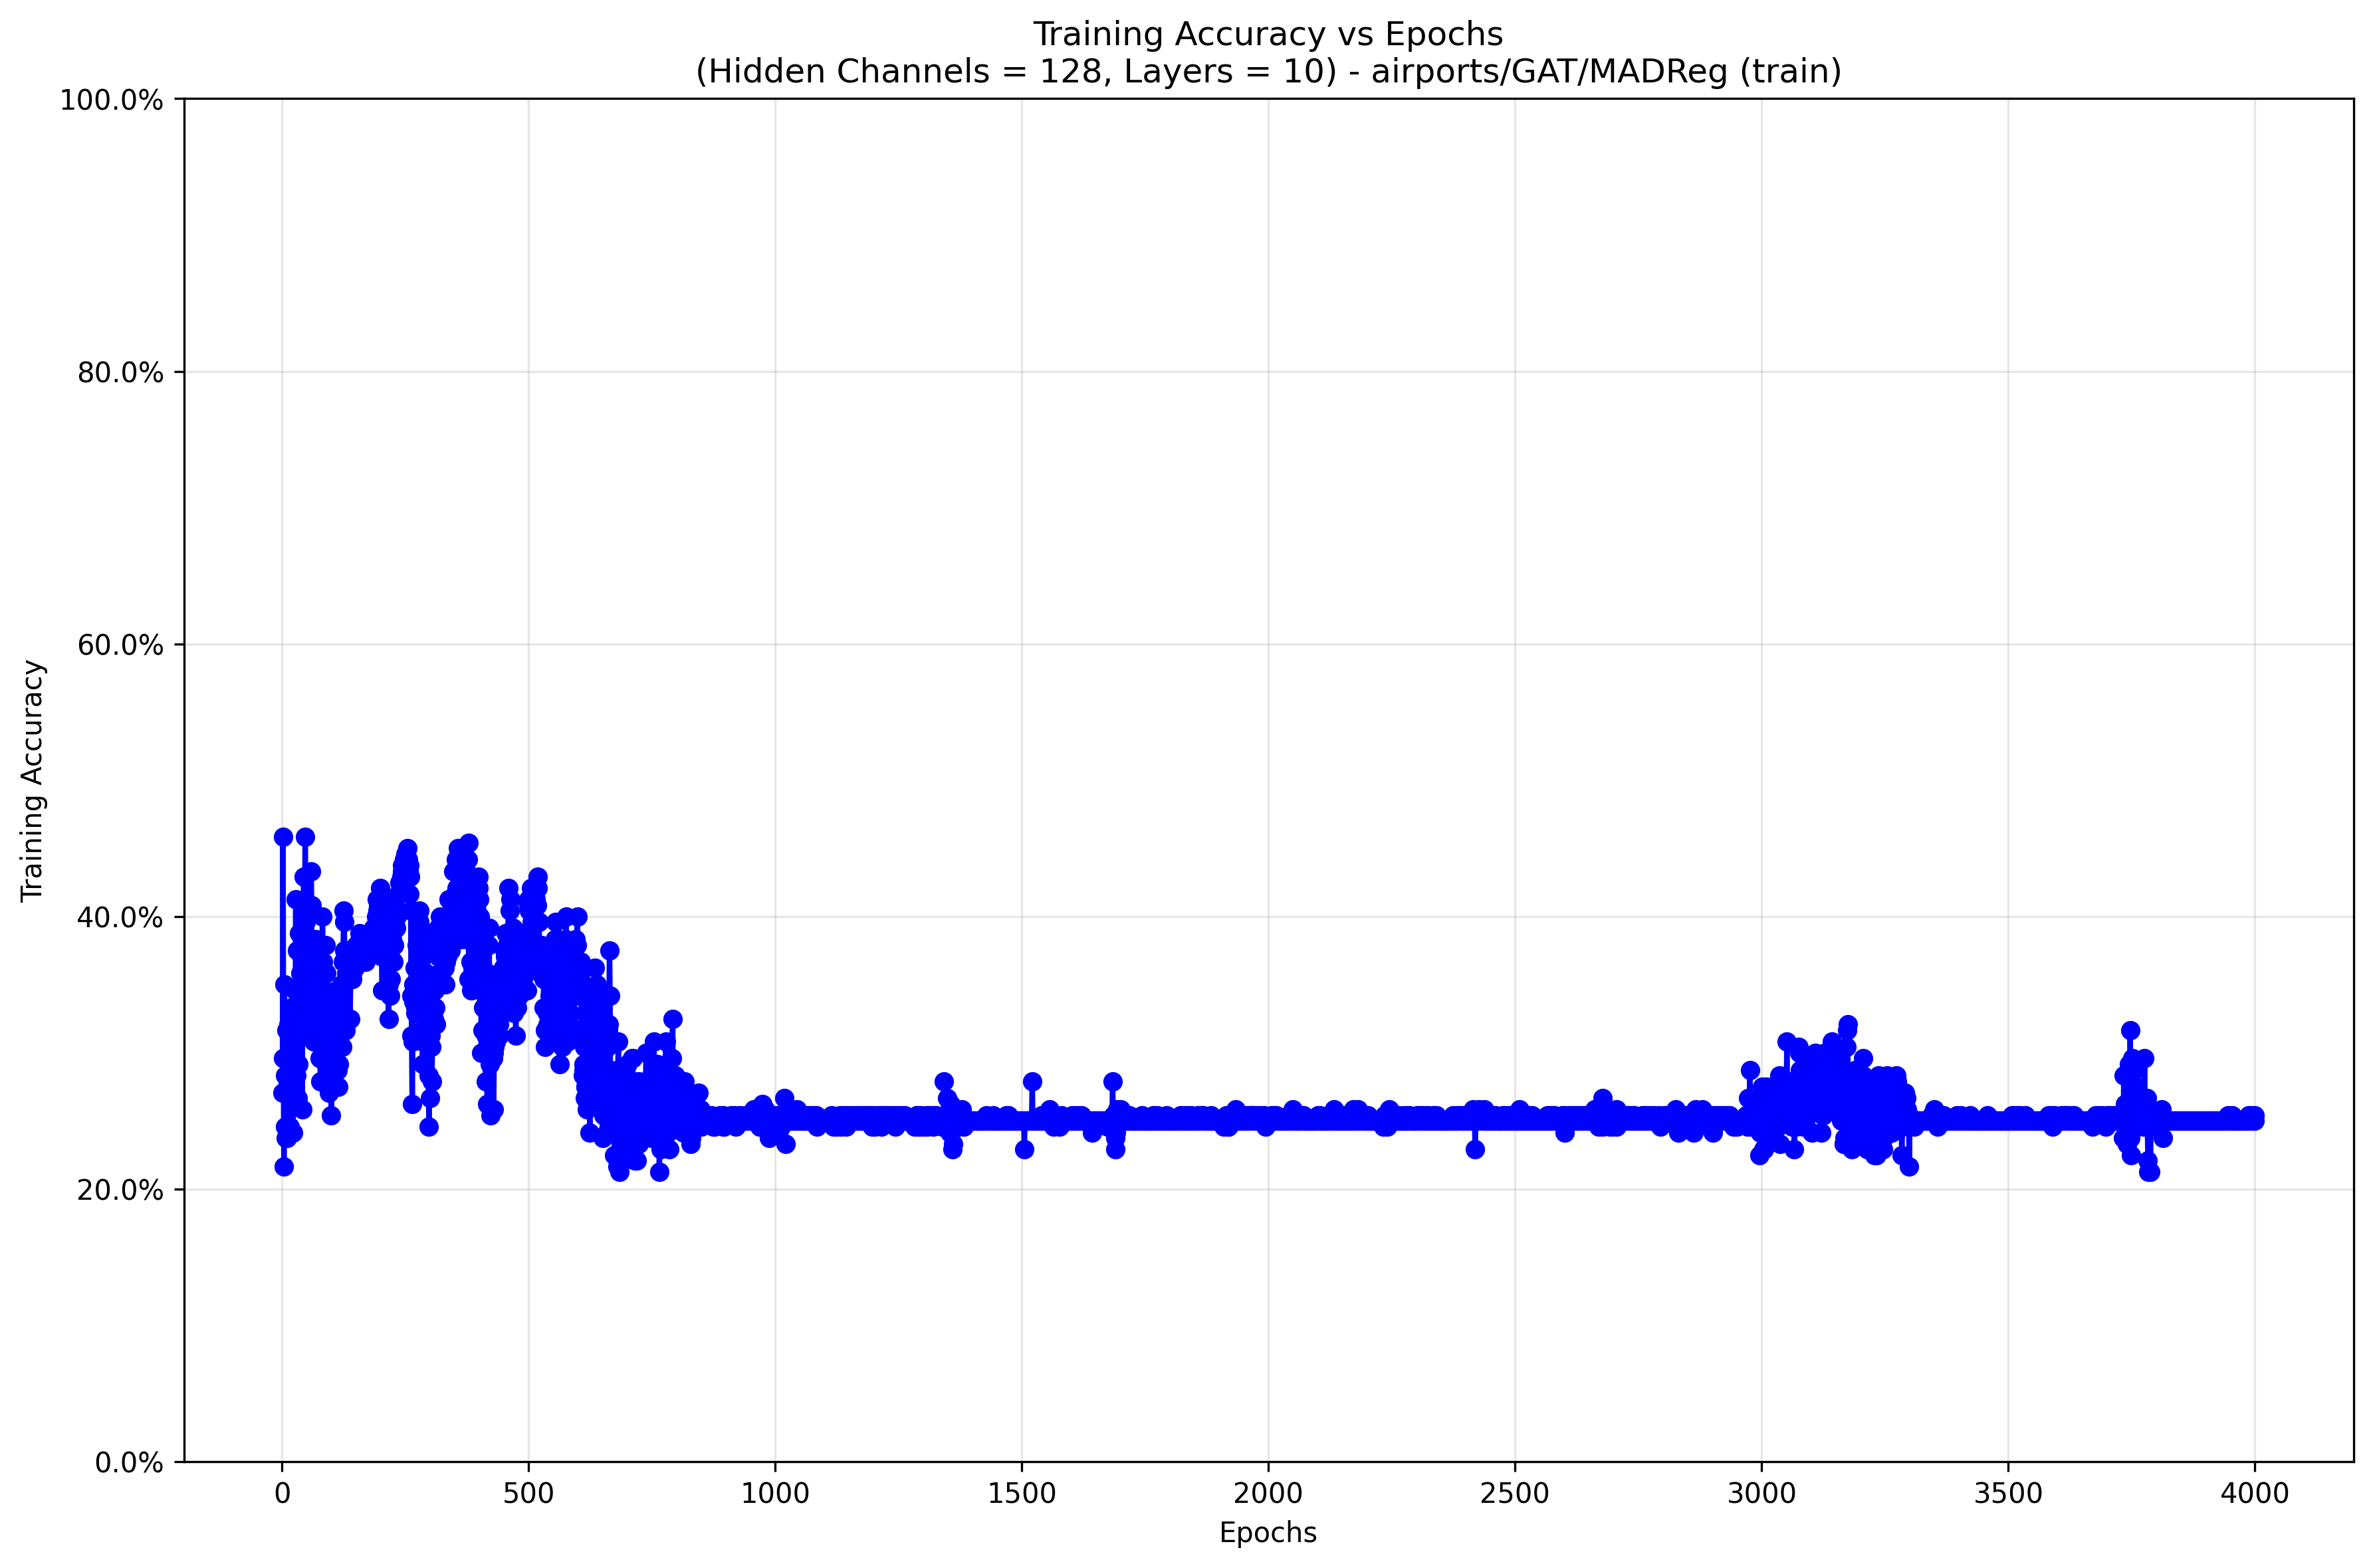 Training Accuracy vs Epochs
(Hidden Channels = 128, Layers = 10) - airports/GAT/MADReg (train)
100.0%
80.0%
60.0%
40.0%
20.0%
0.0%
Training Accuracy
0 500 1000 1500 2000 2500 3000 3500 4000
Epochs